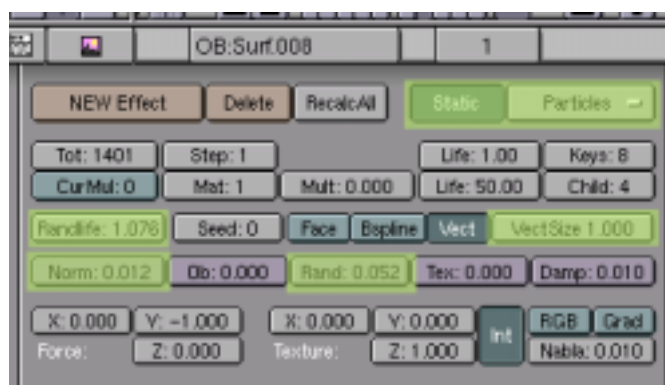 OB:Surf.008 1
NEW Effect Delete RecalcAll Static Particles
Tot: 1401 Step: 1 Life: 1.00 Keys: 8
CurMul: 0 Mat: 1 Mult: 0.000 Life: 50.00 Child: 4
Randlife: 1.076 Seed: 0 Face Bspline Vect VectSize 1.000
Norm: 0.012 Ob: 0.000 Rand: 0.052 Tex: 0.000 Damp: 0.010
X: 0.000 Y: -1.000 X: 0.000 Y: 0.000 Int RGB Grad
Force: Z: 0.000 Texture: Z: 1.000 Nabla: 0.010